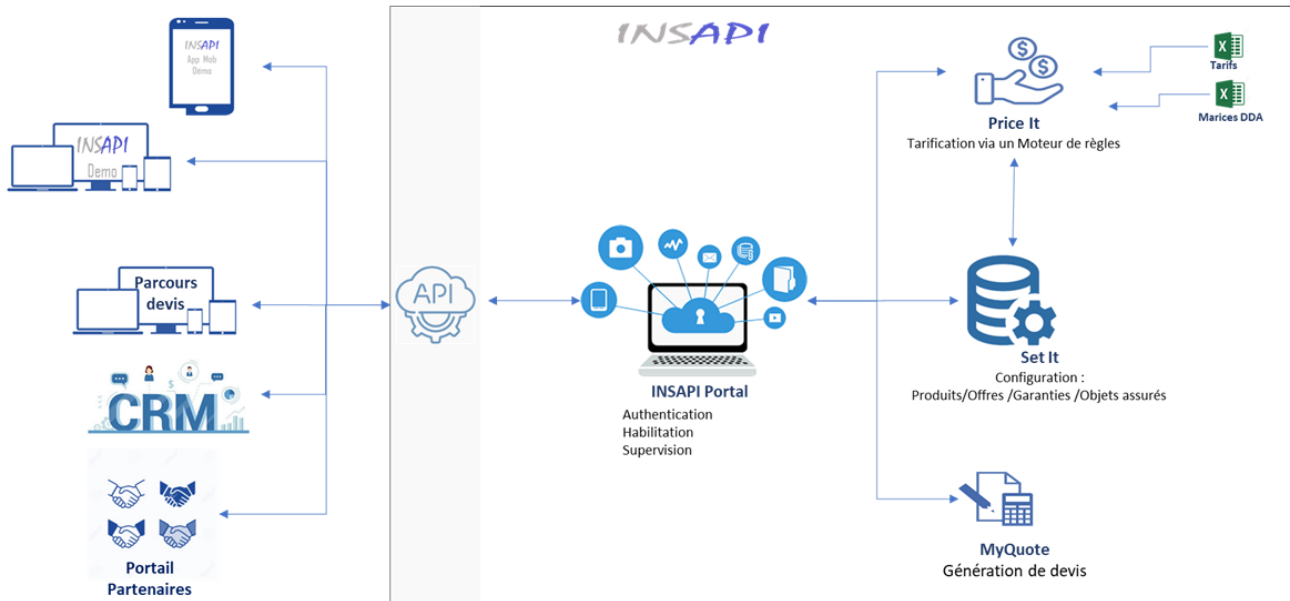 INSAPI
INSAPI
App Mob
Démo
INSAPI
Demo
Parcours
devis
CRM
Portail
Partenaires
API
INSAPI Portal
Authentication
Habilitation
Supervision
Tarifs
Marices DDA
Price It
Tarification via un Moteur de règles
Set It
Configuration :
Produits/Offres /Garanties /Objets assurés
MyQuote
Génération de devis